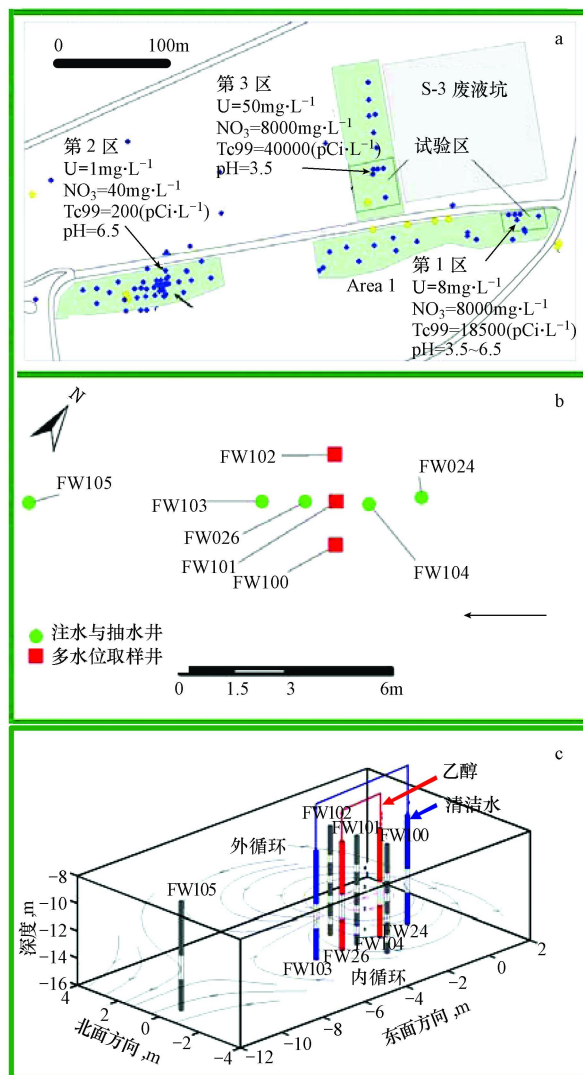 a
0 100m
第 3 区
U=50mg·L⁻¹
NO₃=8000mg·L⁻¹
Tc99=40000(pCi·L⁻¹)
pH=3.5
S-3 废液坑
试验区
第 2 区
U=1mg·L⁻¹
NO₃=40mg·L⁻¹
Tc99=200(pCi·L⁻¹)
pH=6.5
Area 1
第 1 区
U=8mg·L⁻¹
NO₃=8000mg·L⁻¹
Tc99=18500(pCi·L⁻¹)
pH=3.5~6.5
b
N
FW102
FW024
FW105
FW103
FW026
FW101
FW100
FW104
注水与抽水井
多水位取样井
0 1.5 3 6m
c
乙醇
清洁水
外循环
FW102
FW101
FW100
FW105
FW103
FW26
FW104
FW24
内循环
深度,m
-8
-10
-12
-14
-16
北面方向,m
4 2 0 -2 -4
东面方向,m
-12 -10 -8 -6 -4 -2 0 2